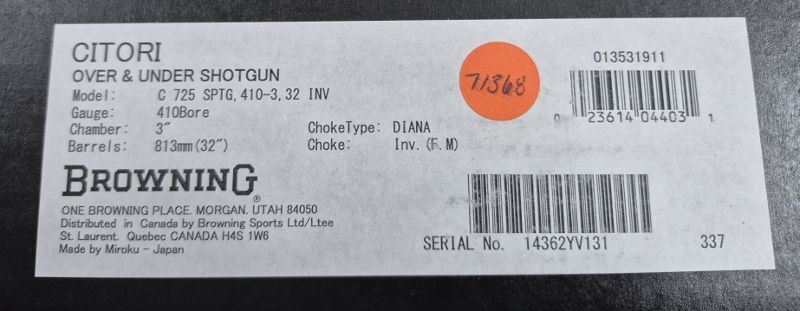 CITORI
OVER & UNDER SHOTGUN
Model: C 725 SPTG, 410-3, 32 INV
Gauge: 410Bore
Chamber: 3"
Barrels: 813mm(32")
ChokeType: DIANA
Choke: Inv.(F.M)
71368
013531911
0 23614 04403 1
BROWNING®
ONE BROWNING PLACE. MORGAN. UTAH 84050
Distributed in Canada by Browning Sports Ltd/Ltee
St. Laurent. Quebec CANADA H4S 1W6
Made by Miroku - Japan
SERIAL No. 14362YV131
337